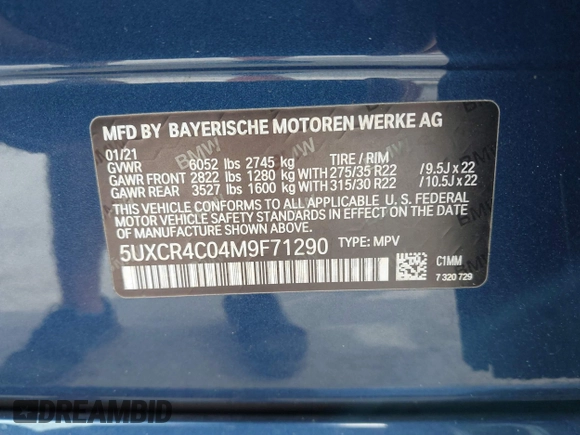 MFD BY BAYERISCHE MOTOREN WERKE AG
01/21
GVWR 6052 lbs 2745 kg TIRE / RIM
GAWR FRONT 2822 lbs 1280 kg WITH 275/35 R22 /9.5J x 22
GAWR REAR 3527 lbs 1600 kg WITH 315/30 R22 /10.5J x 22
THIS VEHICLE CONFORMS TO ALL APPLICABLE U. S. FEDERAL
MOTOR VEHICLE SAFETY STANDARDS IN EFFECT ON THE DATE
OF MANUFACTURE SHOWN ABOVE.
5UXCR4C04M9F71290 TYPE: MPV
C1MM
7 320 729
DREAMBID